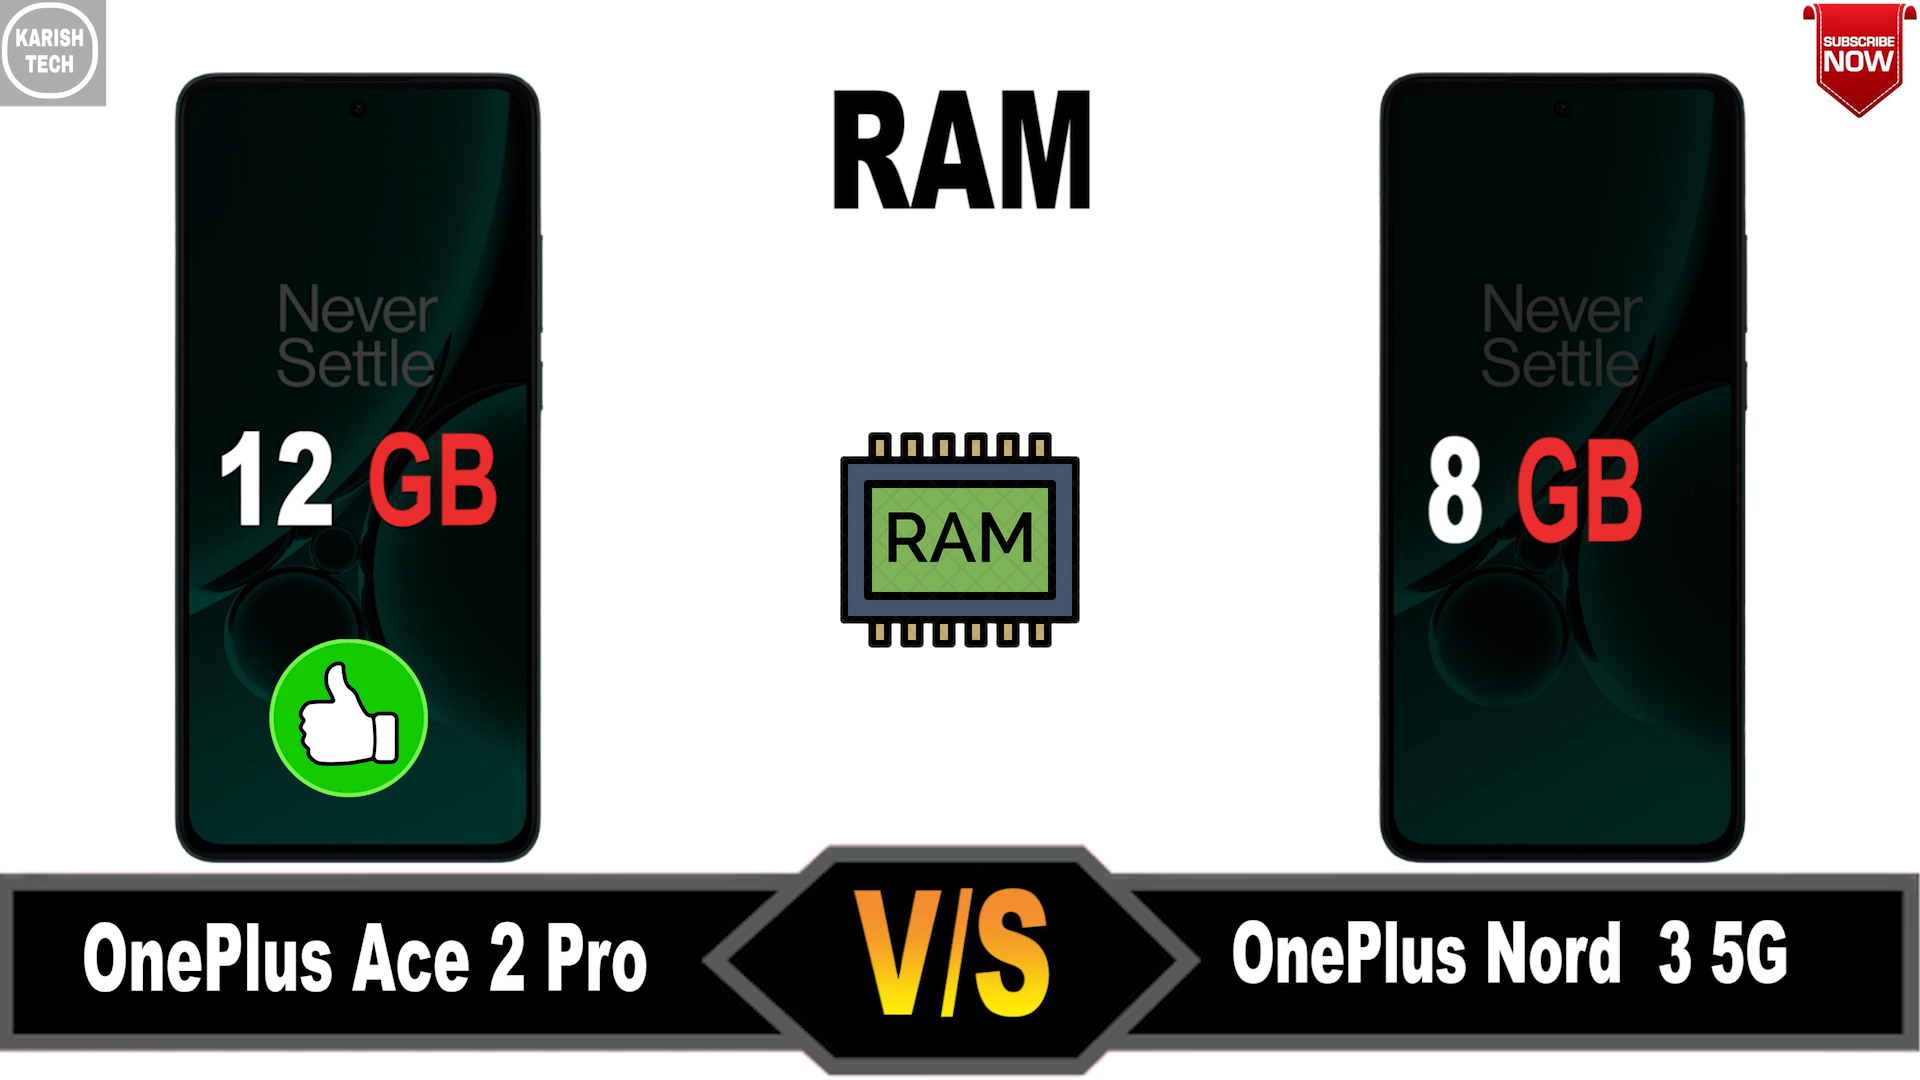 KARISH
TECH
SUBSCRIBE
NOW
RAM
Never
Settle
12 GB
RAM
Never
Settle
8 GB
OnePlus Ace 2 Pro
V/S
OnePlus Nord 3 5G